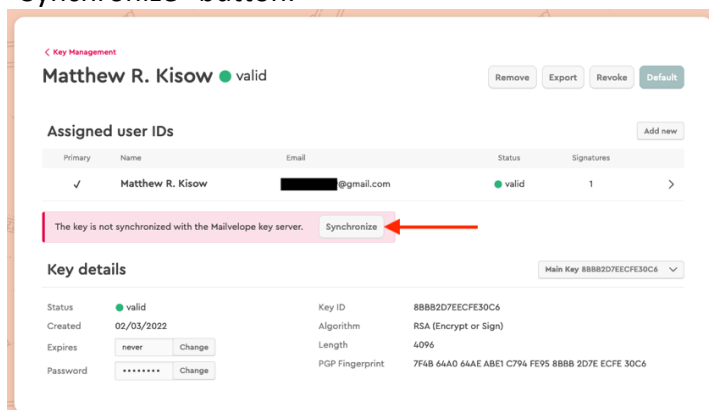 Synchronize" button.
< Key Management
Matthew R. Kisow valid
Remove Export Revoke Default
Assigned user IDs
Add new
Primary Name Email Status Signatures
✓ Matthew R. Kisow @gmail.com valid 1 >
The key is not synchronized with the Mailvelope key server. Synchronize
Key details
Main Key 8BBB2D7EECFE30C6
Status valid Key ID 8BBB2D7EECFE30C6
Created 02/03/2022 Algorithm RSA (Encrypt or Sign)
Expires never Change Length 4096
Password •••••••• Change PGP Fingerprint 7F4B 64A0 64AE ABE1 C794 FE95 8BBB 2D7E ECFE 30C6